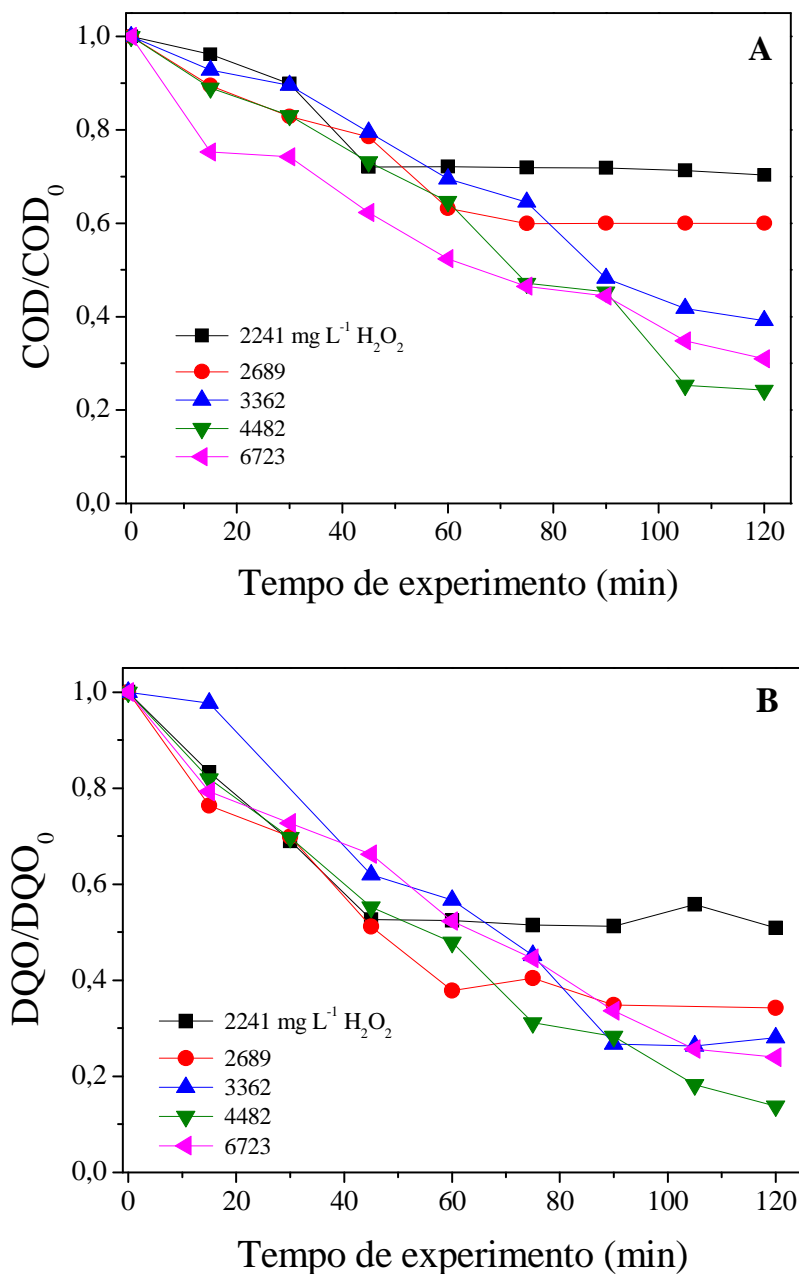 A
COD/COD₀
1,0
0,8
0,6
0,4
0,2
0,0
2241 mg L⁻¹ H₂O₂
2689
3362
4482
6723
0 20 40 60 80 100 120
Tempo de experimento (min)
B
DQO/DQO₀
1,0
0,8
0,6
0,4
0,2
0,0
2241 mg L⁻¹ H₂O₂
2689
3362
4482
6723
0 20 40 60 80 100 120
Tempo de experimento (min)